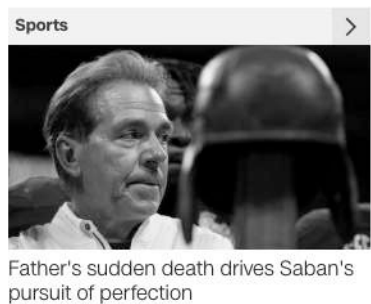 Sports
Father's sudden death drives Saban's
pursuit of perfection